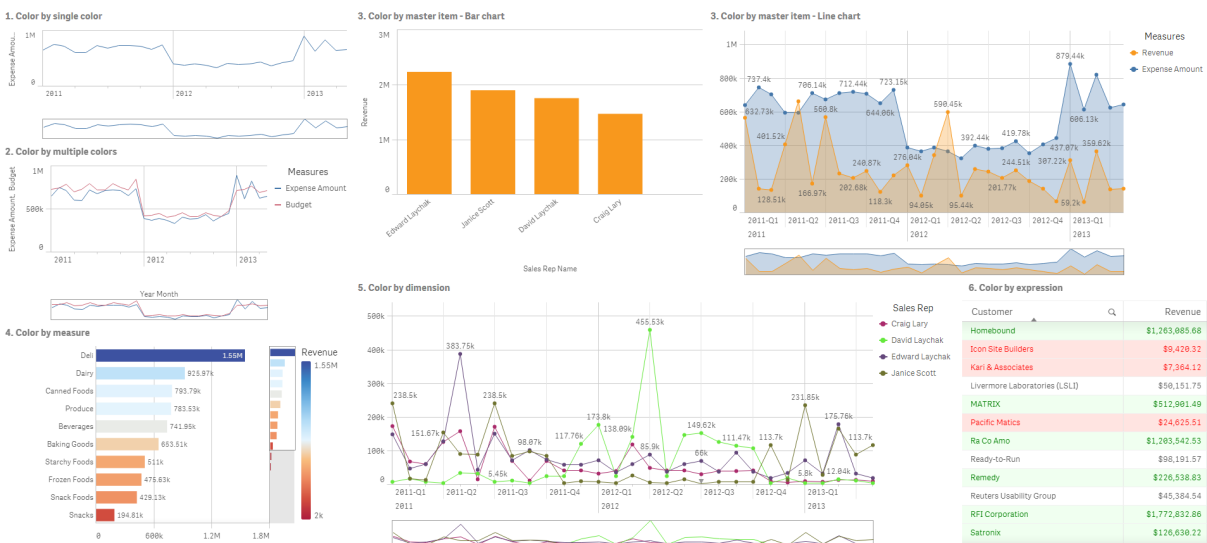 1. Color by single color
Expense Amou...
1M
0
2011
2012
2013
2. Color by multiple colors
Expense Amount, Budget
1M
500k
0
2011
2012
2013
Year Month
Measures
Expense Amount
Budget
3. Color by master item - Bar chart
Revenue
3M
2M
1M
0
Edward Laychak
Janice Scott
David Laychak
Craig Lary
Sales Rep Name
3. Color by master item - Line chart
1M
800k
600k
400k
200k
0
737.4k
632.73k
401.52k
128.51k
706.14k
560.8k
166.97k
712.44k
202.68k
240.87k
723.15k
644.06k
118.3k
276.04k
94.05k
590.45k
95.44k
392.44k
201.77k
419.78k
244.51k
307.22k
437.07k
59.2k
879.44k
606.13k
359.62k
2011-Q1
2011-Q2
2011-Q3
2011-Q4
2012-Q1
2012-Q2
2012-Q3
2012-Q4
2013-Q1
2011
2012
2013
Measures
Revenue
Expense Amount
4. Color by measure
Deli
1.55M
Dairy
925.97k
Canned Foods
793.79k
Produce
783.53k
Beverages
741.95k
Baking Goods
653.51k
Starchy Foods
511k
Frozen Foods
475.63k
Snack Foods
429.13k
Snacks
194.81k
0
600k
1.2M
1.8M
Revenue
1.55M
2k
5. Color by dimension
500k
400k
300k
200k
100k
0
238.5k
151.67k
383.75k
238.5k
5.45k
98.07k
117.76k
173.8k
138.09k
455.53k
85.9k
149.62k
66k
111.47k
113.7k
231.85k
5.8k
175.76k
12.04k
113.7k
2011-Q1
2011-Q2
2011-Q3
2011-Q4
2012-Q1
2012-Q2
2012-Q3
2012-Q4
2013-Q1
2011
2012
2013
Sales Rep
Craig Lary
David Laychak
Edward Laychak
Janice Scott
6. Color by expression
Customer Revenue
Homebound $1,263,085.68
Icon Site Builders $9,420.32
Kari & Associates $7,364.12
Livermore Laboratories (LSLI) $50,151.75
MATRIX $512,901.49
Pacific Matics $24,625.51
Ra Co Amo $1,203,542.53
Ready-to-Run $98,191.57
Remedy $226,538.83
Reuters Usability Group $45,384.54
RFI Corporation $1,772,832.86
Satronix $126,630.22